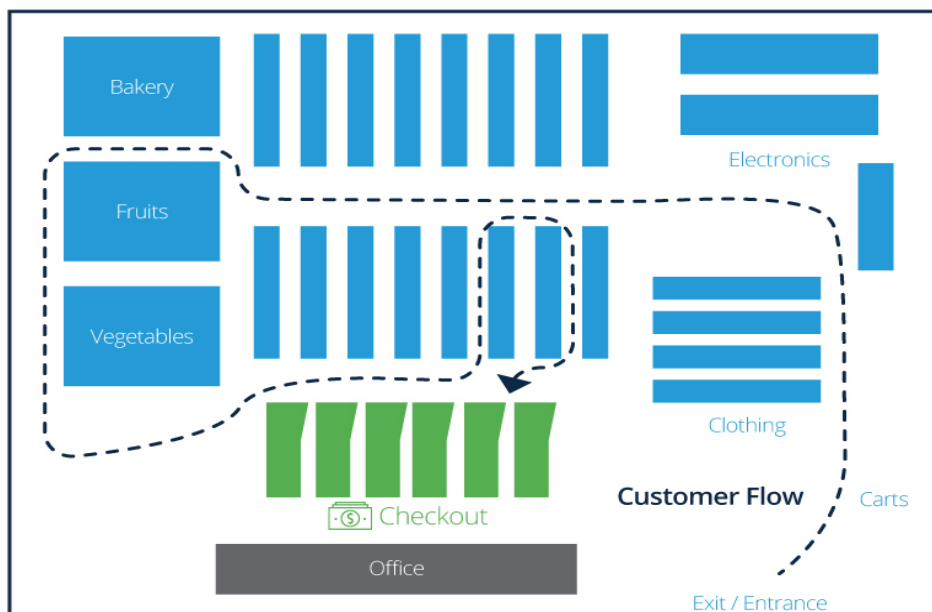 Bakery
Electronics
Fruits
Vegetables
Clothing
Customer Flow
Carts
$
Checkout
Office
Exit / Entrance